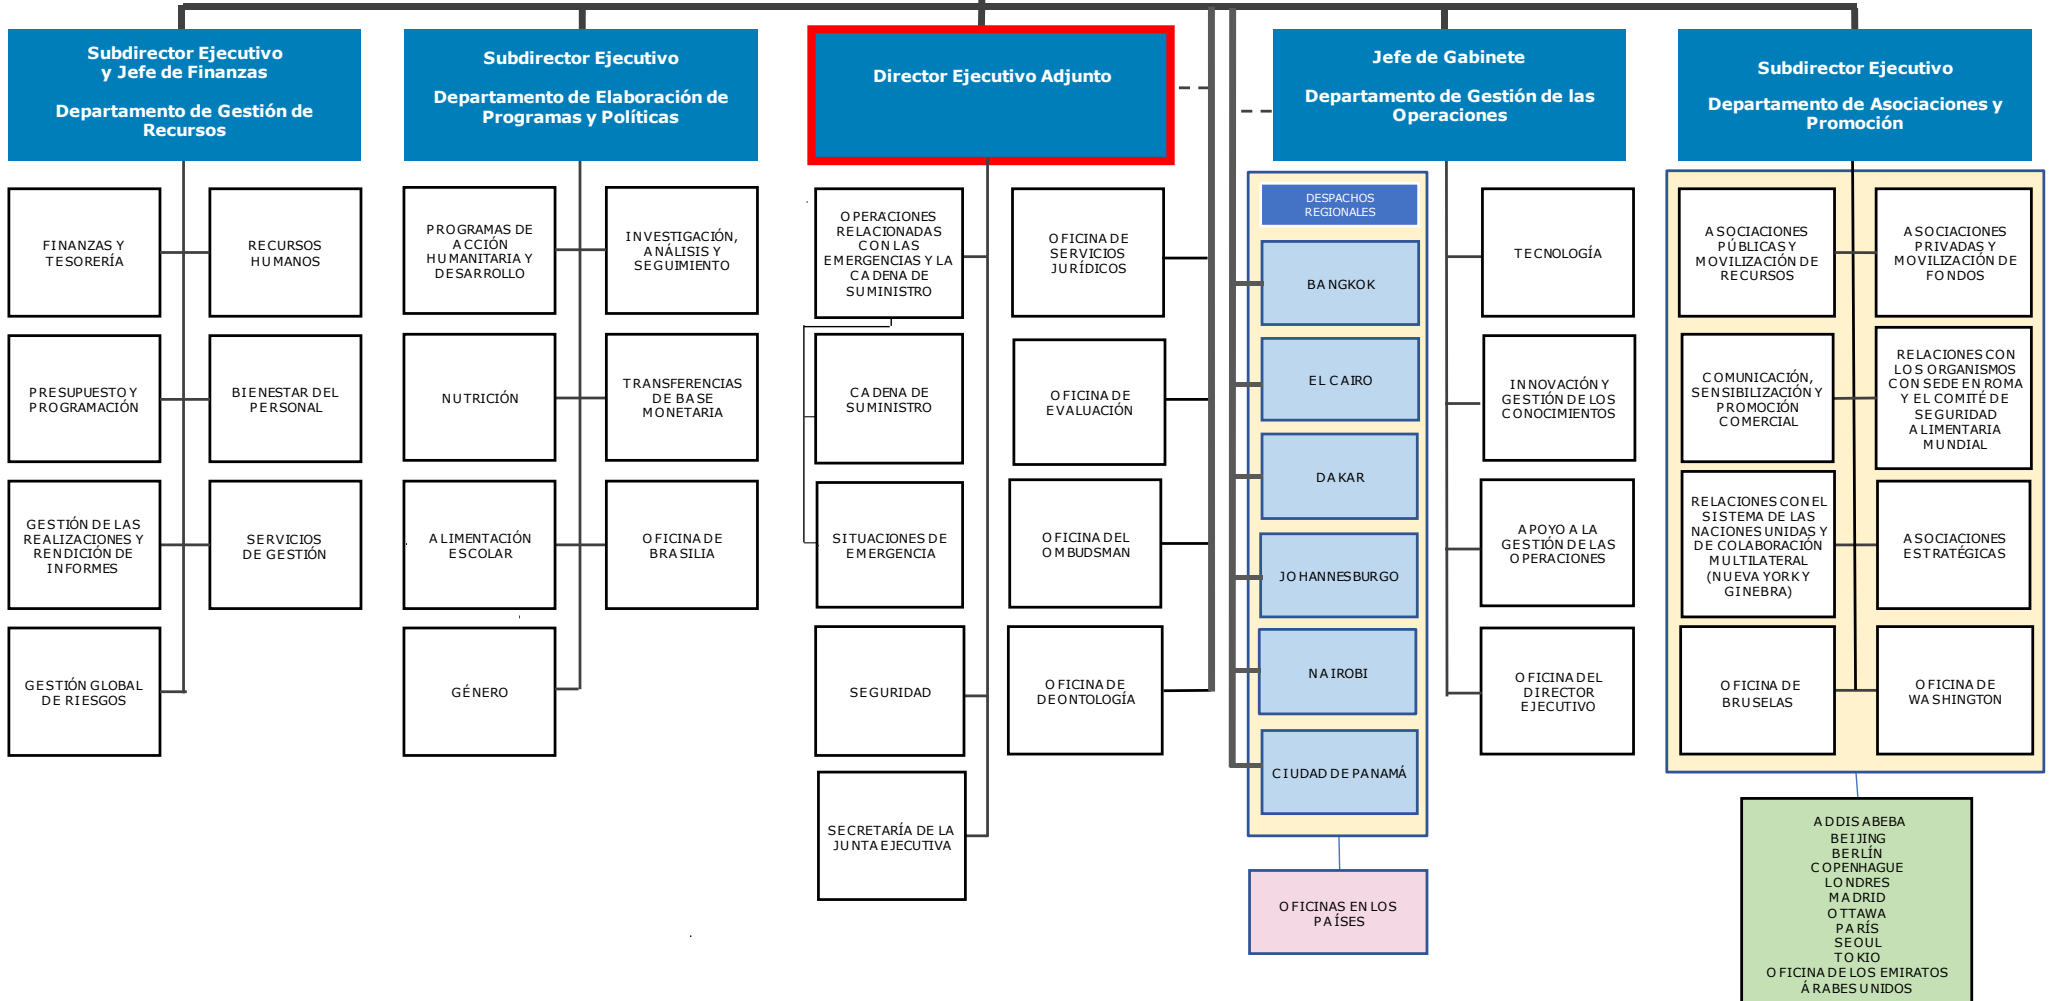 Subdirector Ejecutivo
y Jefe de Finanzas
Departamento de Gestión de
Recursos
Subdirector Ejecutivo
Departamento de Elaboración de
Programas y Políticas
Director Ejecutivo Adjunto
Jefe de Gabinete
Departamento de Gestión de las
Operaciones
Subdirector Ejecutivo
Departamento de Asociaciones y
Promoción
FINANZAS Y
TESORERÍA
RECURSOS
HUMANOS
PRESUPUESTO Y
PROGRAMACIÓN
BIENESTAR DEL
PERSONAL
GESTIÓN DE LAS
REALIZACIONES Y
RENDICIÓN DE
INFORMES
SERVICIOS
DE GESTIÓN
GESTIÓN GLOBAL
DE RIESGOS
PROGRAMAS DE
ACCIÓN
HUMANITARIA Y
DESARROLLO
INVESTIGACIÓN,
ANÁLISIS Y
SEGUIMIENTO
NUTRICIÓN
TRANSFERENCIAS
DE BASE
MONETARIA
ALIMENTACIÓN
ESCOLAR
OFICINA DE
BRASILIA
GÉNERO
OPERACIONES
RELACIONADAS
CON LAS
EMERGENCIAS Y LA
CADENA DE
SUMINISTRO
OFICINA DE
SERVICIOS
JURÍDICOS
CADENA DE
SUMINISTRO
OFICINA DE
EVALUACIÓN
SITUACIONES DE
EMERGENCIA
OFICINA DEL
OMBUDSMAN
SEGURIDAD
OFICINA DE
DEONTOLOGÍA
SECRETARÍA DE LA
JUNTA EJECUTIVA
DESPACHOS
REGIONALES
BANGKOK
EL CAIRO
DAKAR
JOHANNESBURGO
NAIROBI
CIUDAD DE PANAMÁ
OFICINAS EN LOS
PAÍSES
TECNOLOGÍA
INNOVACIÓN Y
GESTIÓN DE LOS
CONOCIMIENTOS
APOYO A LA
GESTIÓN DE LAS
OPERACIONES
OFICINA DEL
DIRECTOR
EJECUTIVO
ASOCIACIONES
PÚBLICAS Y
MOVILIZACIÓN DE
RECURSOS
ASOCIACIONES
PRIVADAS Y
MOVILIZACIÓN DE
FONDOS
COMUNICACIÓN,
SENSIBILIZACIÓN Y
PROMOCIÓN
COMERCIAL
RELACIONES CON
LOS ORGANISMOS
CON SEDE EN ROMA
Y EL COMITÉ DE
SEGURIDAD
ALIMENTARIA
MUNDIAL
RELACIONES CON EL
SISTEMA DE LAS
NACIONES UNIDAS Y
DE COLABORACIÓN
MULTILATERAL
(NUEVA YORK Y
GINEBRA)
ASOCIACIONES
ESTRATÉGICAS
OFICINA DE
BRUSELAS
OFICINA DE
WASHINGTON
ADDIS ABEBA
BEIJING
BERLÍN
COPENHAGUE
LONDRES
MADRID
OTTAWA
PARÍS
SEOUL
TOKIO
OFICINA DE LOS EMIRATOS
ÁRABES UNIDOS